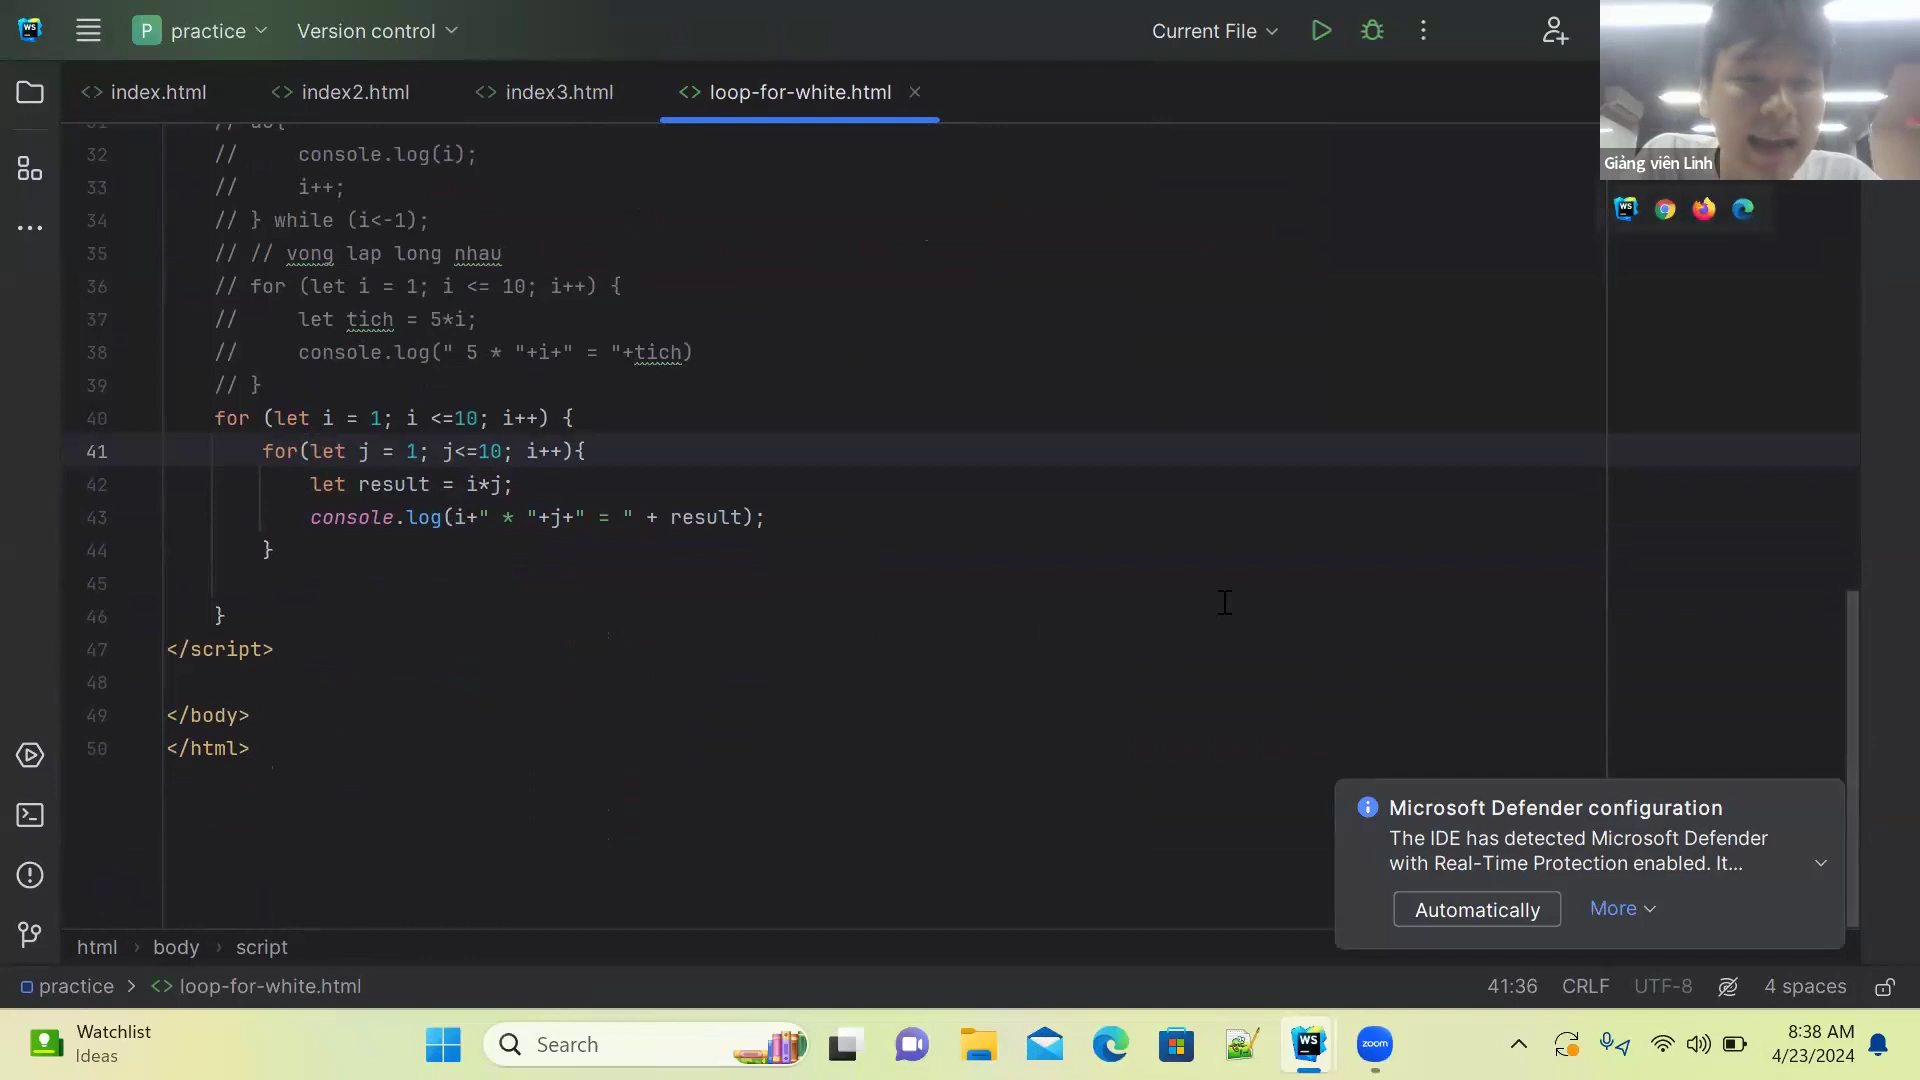 WS
P practice
Version control
Current File
index.html
index2.html
index3.html
loop-for-white.html
Giảng viên Linh
32 // console.log(i);
33 // i++;
34 // } while (i<-1);
35 // // vong lap long nhau
36 // for (let i = 1; i <= 10; i++) {
37 // let tich = 5*i;
38 // console.log(" 5 * "+i+" = "+tich)
39 // }
40 for (let i = 1; i <=10; i++) {
41 for(let j = 1; j<=10; i++){
42 let result = i*j;
43 console.log(i+" * "+j+" = " + result);
44 }
45
46 }
47 </script>
48
49 </body>
50 </html>
WS
Microsoft Defender configuration
The IDE has detected Microsoft Defender
with Real-Time Protection enabled. It...
Automatically
More
html › body › script
practice > loop-for-white.html
41:36
CRLF
UTF-8
4 spaces
Watchlist
Ideas
Search
WS
zoom
8:38 AM
4/23/2024